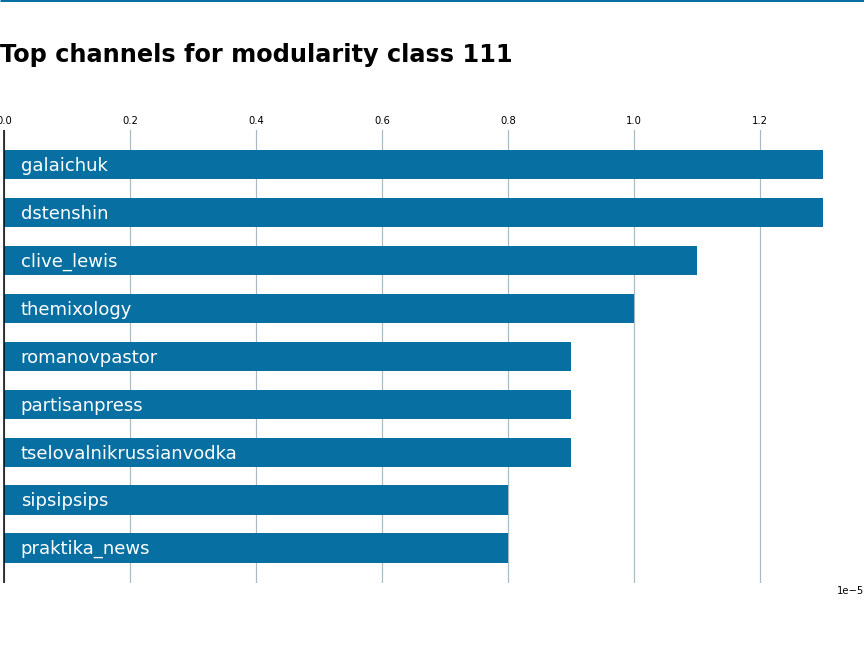 Top channels for modularity class 111
0.0 0.2 0.4 0.6 0.8 1.0 1.2
galaichuk
dstenshin
clive_lewis
themixology
romanovpastor
partisanpress
tselovalnikrussianvodka
sipsipsips
praktika_news
1e−5